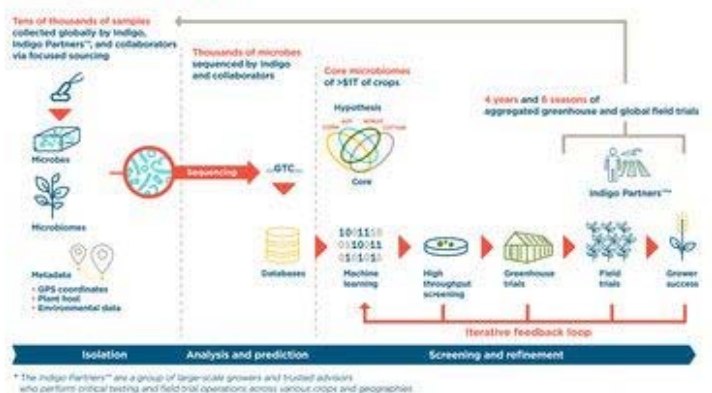 Tens of thousands of samples
collected globally by Indigo,
Indigo Partners™, and collaborators
via focused sourcing
Thousands of microbes
sequenced by Indigo
and collaborators
Core microbiomes
of >$1T of crops
Hypothesis
CORN
SOY
WHEAT
COTTON
Core
4 years and 6 seasons of
aggregated greenhouse and global field trials
Indigo Partners™*
Microbes
Microbiomes
Sequencing
GTC
Metadata
• GPS coordinates
• Plant host
• Environmental data
Databases
Machine
learning
High
throughput
screening
Greenhouse
trials
Field
trials
Grower
success
Iterative feedback loop
Isolation
Analysis and prediction
Screening and refinement
* The Indigo Partners™ are a group of large-scale growers and trusted advisors
who perform critical testing and field trial operations across various crops and geographies